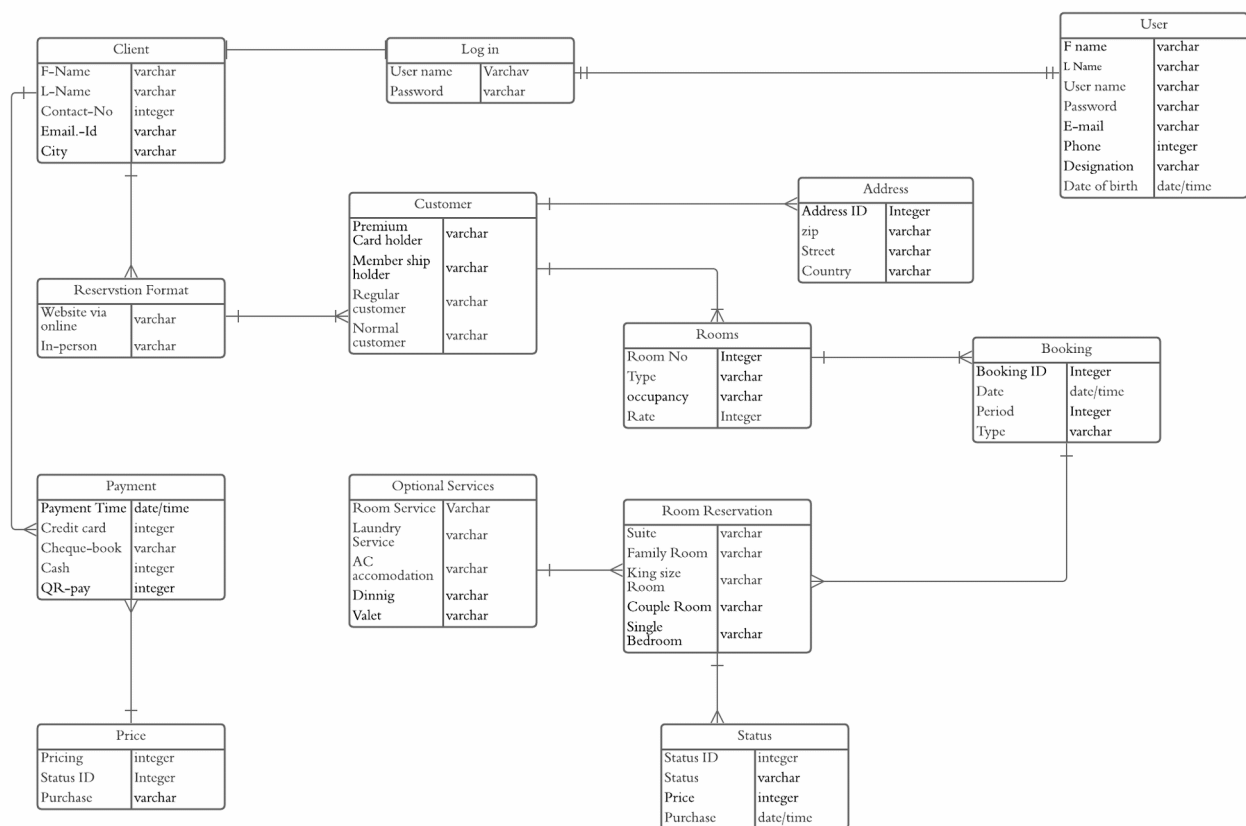 Client
F-Name varchar
L-Name varchar
Contact-No integer
Email.-Id varchar
City varchar
Log in
User name Varchav
Password varchar
User
F name varchar
L Name varchar
User name varchar
Password varchar
E-mail varchar
Phone integer
Designation varchar
Date of birth date/time
Customer
Premium
Card holder varchar
Member ship
holder varchar
Regular
customer varchar
Normal
customer varchar
Address
Address ID Integer
zip varchar
Street varchar
Country varchar
Reservstion Format
Website via
online varchar
In-person varchar
Rooms
Room No Integer
Type varchar
occupancy varchar
Rate Integer
Booking
Booking ID Integer
Date date/time
Period Integer
Type varchar
Payment
Payment Time date/time
Credit card integer
Cheque-book varchar
Cash integer
QR-pay integer
Optional Services
Room Service Varchar
Laundry
Service varchar
AC
accomodation varchar
Dinnig varchar
Valet varchar
Room Reservation
Suite varchar
Family Room varchar
King size
Room varchar
Couple Room varchar
Single
Bedroom varchar
Price
Pricing integer
Status ID Integer
Purchase varchar
Status
Status ID integer
Status varchar
Price integer
Purchase date/time